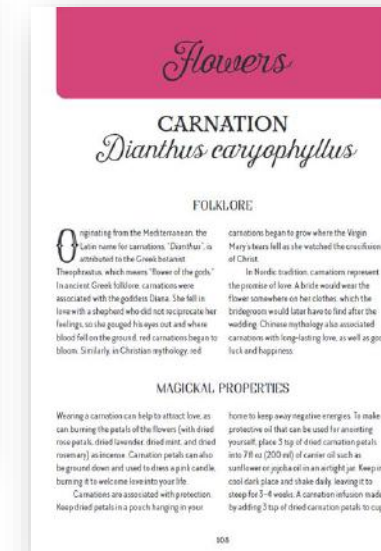 Flowers
CARNATION
Dianthus caryophyllus
FOLKLORE
Originating from the Mediterranean, the
Latin name for carnations, "Dianthus", is
attributed to the Greek botanist
Theophrastus, which means "flower of the gods."
In ancient Greek folklore, carnations were
associated with the goddess Diana. She fell in
love with a shepherd who did not reciprocate her
feelings, so she gouged his eyes out and where
blood fell on the ground, red carnations began to
bloom. Similarly, in Christian mythology, red
carnations began to grow where the Virgin
Mary's tears fell as she watched the crucifixion
of Christ.
In Nordic tradition, carnations represent
the promise of love. A bride would wear the
flower somewhere on her clothes, which the
bridegroom would later have to find after the
wedding. Chinese mythology also associated
carnations with long-lasting love, as well as goo
luck and happiness.
MAGICKAL PROPERTIES
Wearing a carnation can help to attract love, as
can burning the petals of the flowers (with dried
rose petals, dried lavender, dried mint, and dried
rosemary) as incense. Carnation petals can also
be ground down and used to dress a pink candle,
burning it to welcome love into your life.
Carnations are associated with protection.
Keep dried petals in a pouch hanging in your
home to keep away negative energies. To make
protective oil that can be used for anointing
yourself, place 3 tsp of dried carnation petals
into 7 fl oz (200 ml) of carrier oil such as
sunflower or jojoba oil in an airtight jar. Keep in
cool dark place and shake daily, leaving it to
steep for 3–4 weeks. A carnation infusion made
by adding 3 tsp of dried carnation petals to cup
108